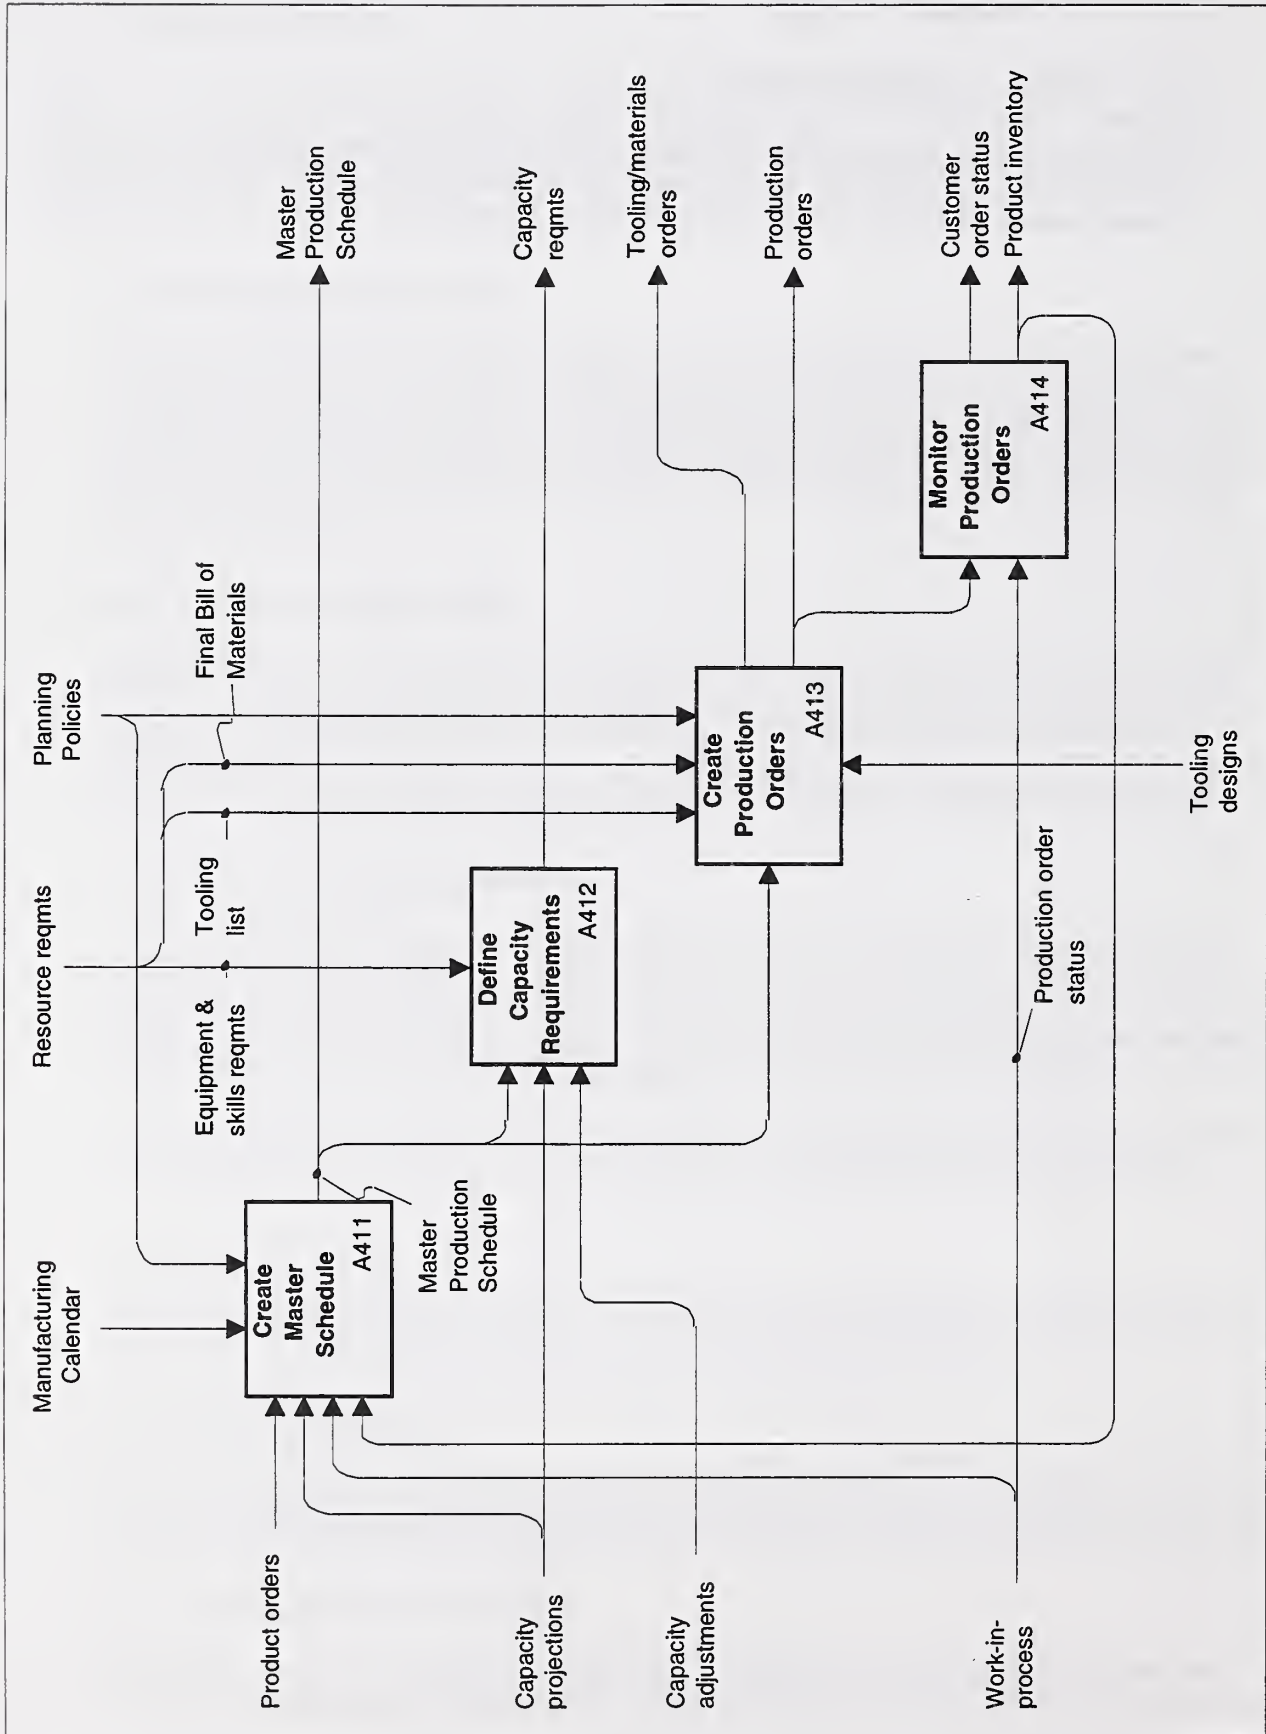 Manufacturing
Calendar
Resource reqmts
Planning
Policies
Equipment &
skills reqmts
Tooling
list
Final Bill of
Materials
Product orders
Capacity
projections
Capacity
adjustments
Work-in-
process
Create
Master
Schedule
A411
Master
Production
Schedule
Define
Capacity
Requirements
A412
Create
Production
Orders
A413
Monitor
Production
Orders
A414
Production order
status
Tooling
designs
Master
Production
Schedule
Capacity
reqmts
Tooling/materials
orders
Production
orders
Customer
order status
Product inventory